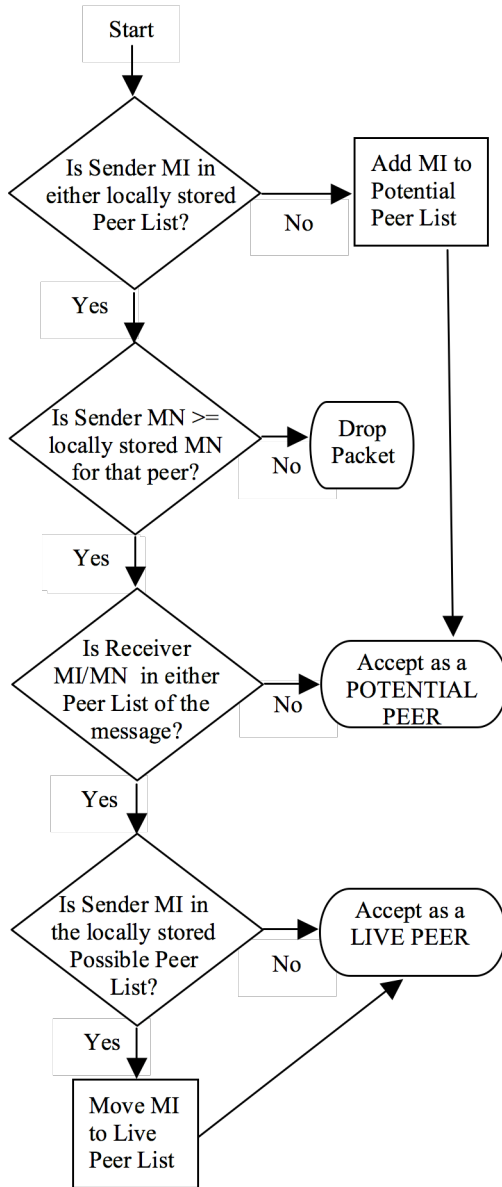 Start
Is Sender MI in
either locally stored
Peer List?
No
Add MI to
Potential
Peer List
Yes
Is Sender MN >=
locally stored MN
for that peer?
No
Drop
Packet
Yes
Is Receiver
MI/MN in either
Peer List of the
message?
No
Accept as a
POTENTIAL
PEER
Yes
Is Sender MI in
the locally stored
Possible Peer
List?
No
Accept as a
LIVE PEER
Yes
Move MI
to Live
Peer List